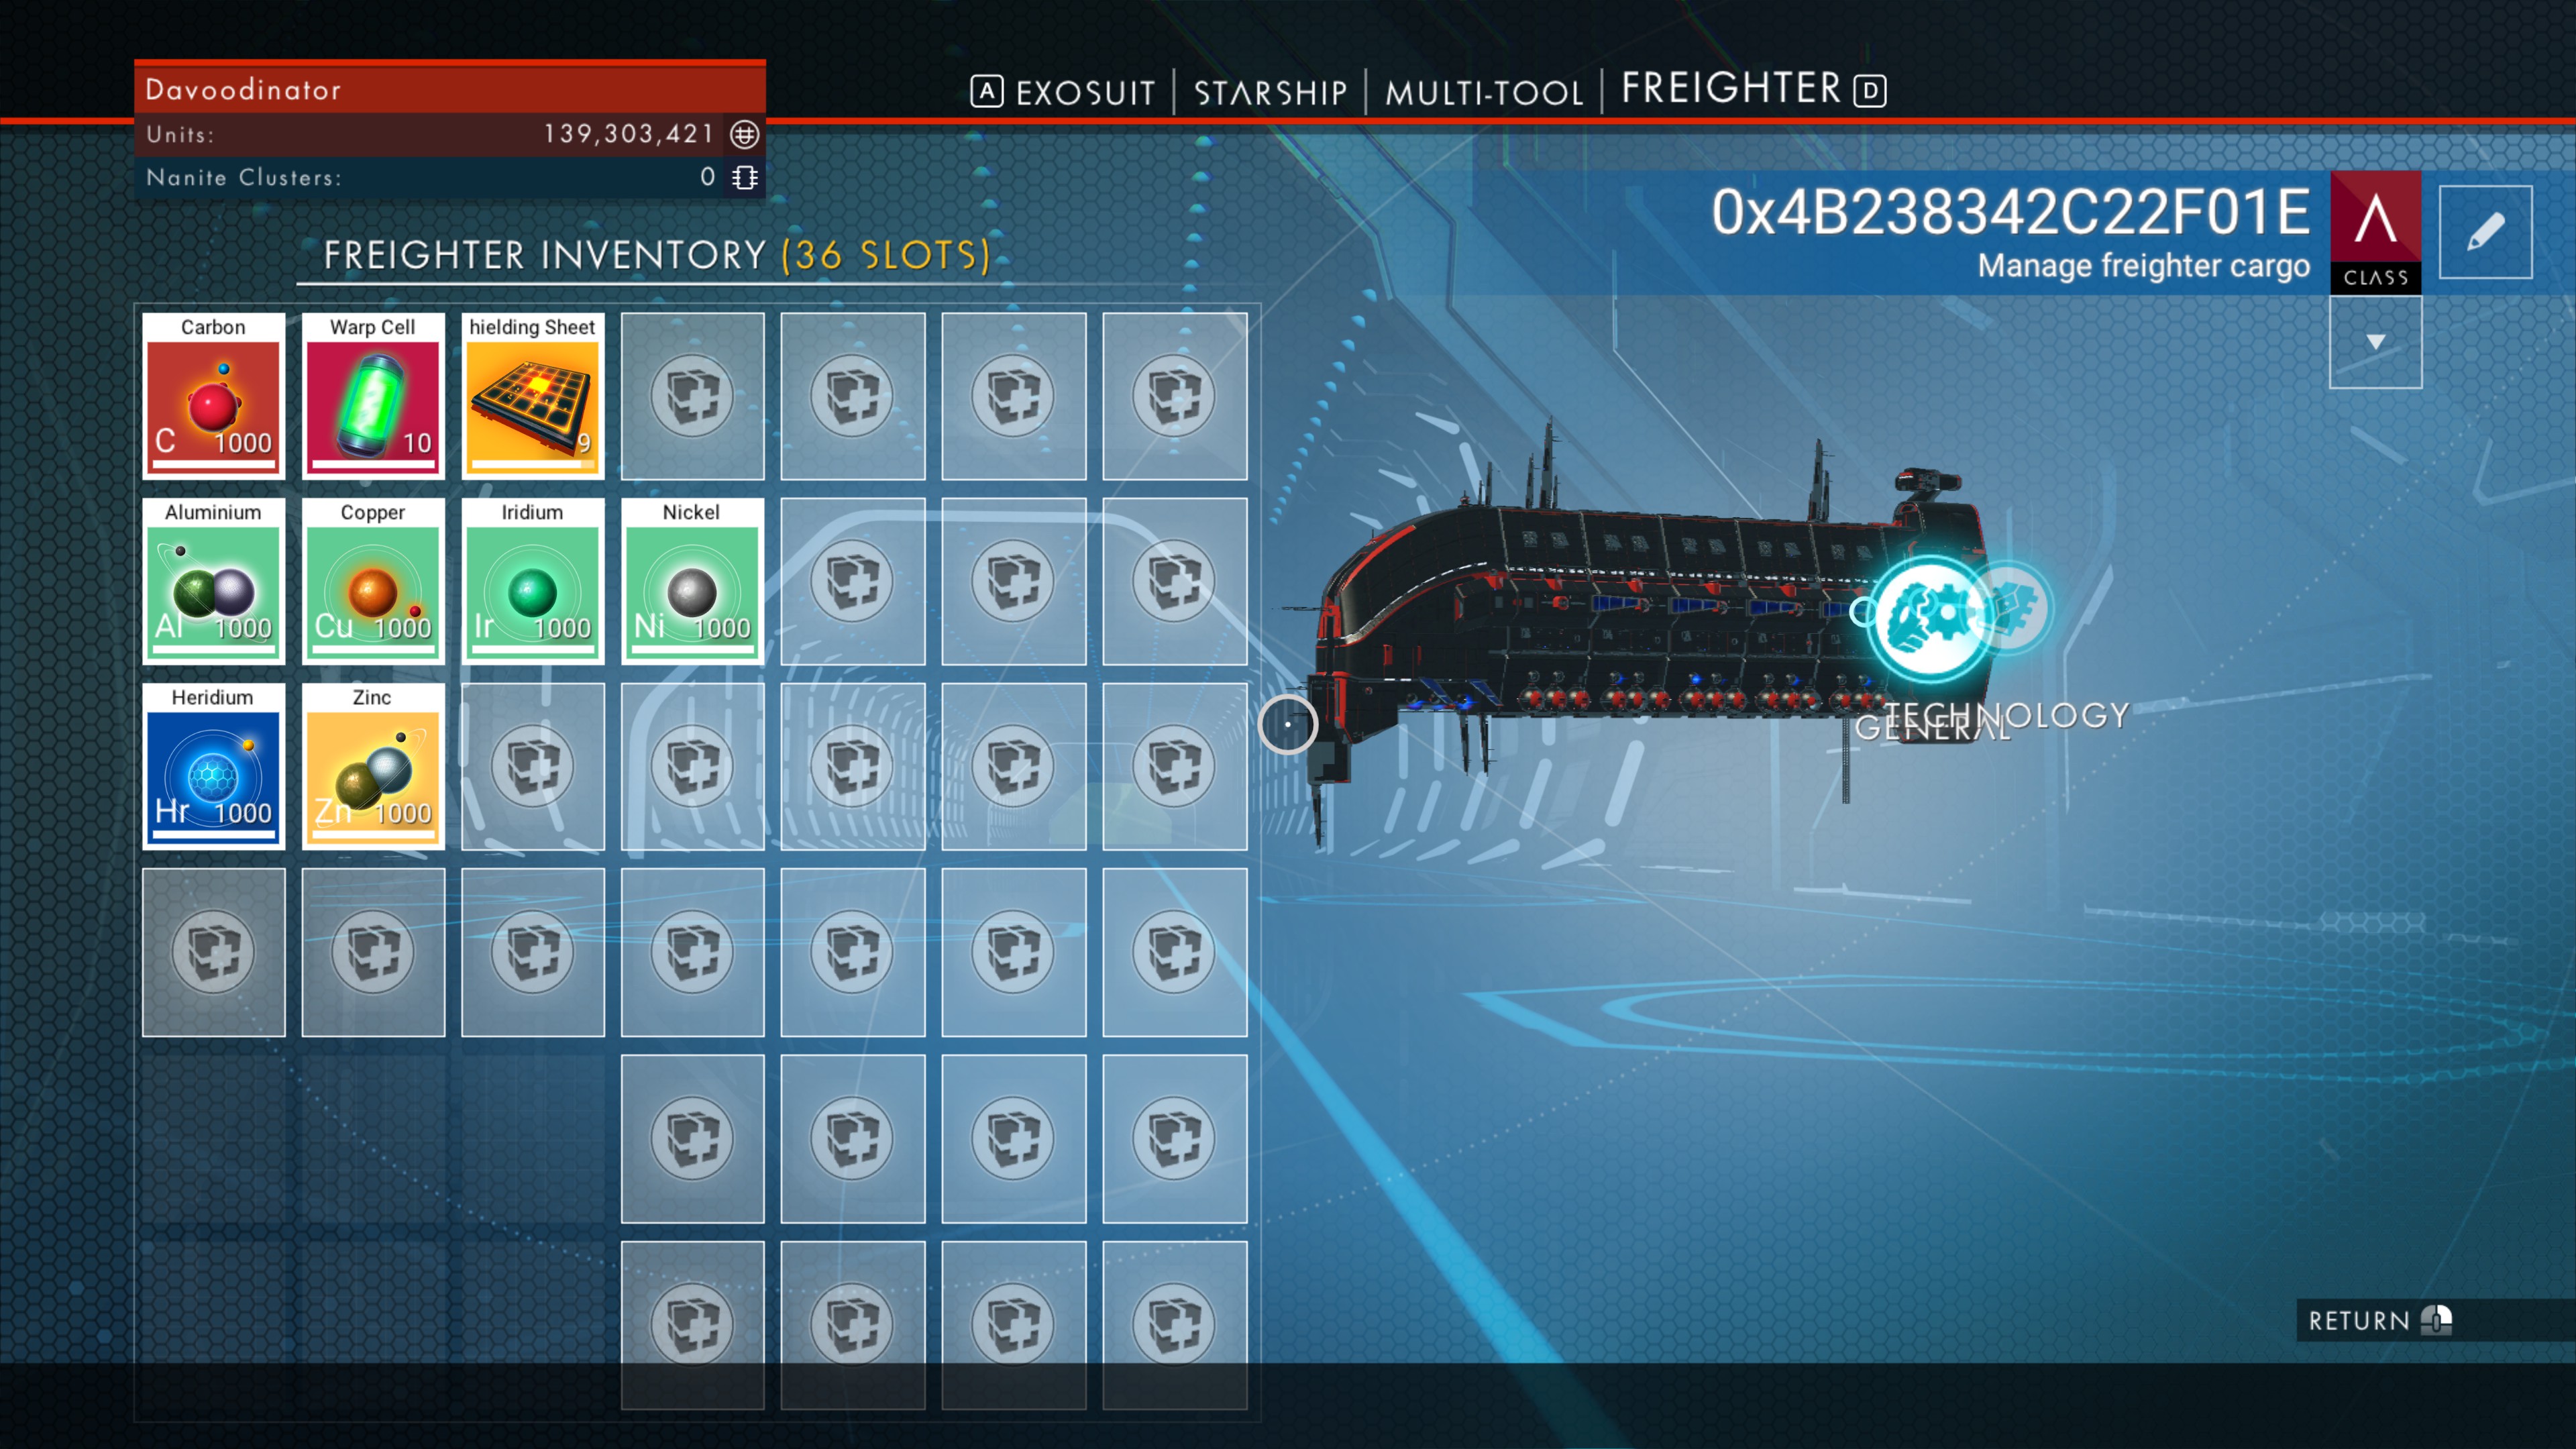 Davoodinator
Units: 139,303,421
Nanite Clusters: 0
A EXOSUIT STARSHIP MULTI-TOOL FREIGHTER D
0x4B238342C22F01E
Manage freighter cargo
A
CLASS
FREIGHTER INVENTORY (36 SLOTS)
Carbon Warp Cell hielding Sheet
C 1000 10 9
Aluminium Copper Iridium Nickel
Al 1000 Cu 1000 Ir 1000 Ni 1000
Heridium Zinc
Hr 1000 Zn 1000
TECHNOLOGY
GENERAL
RETURN